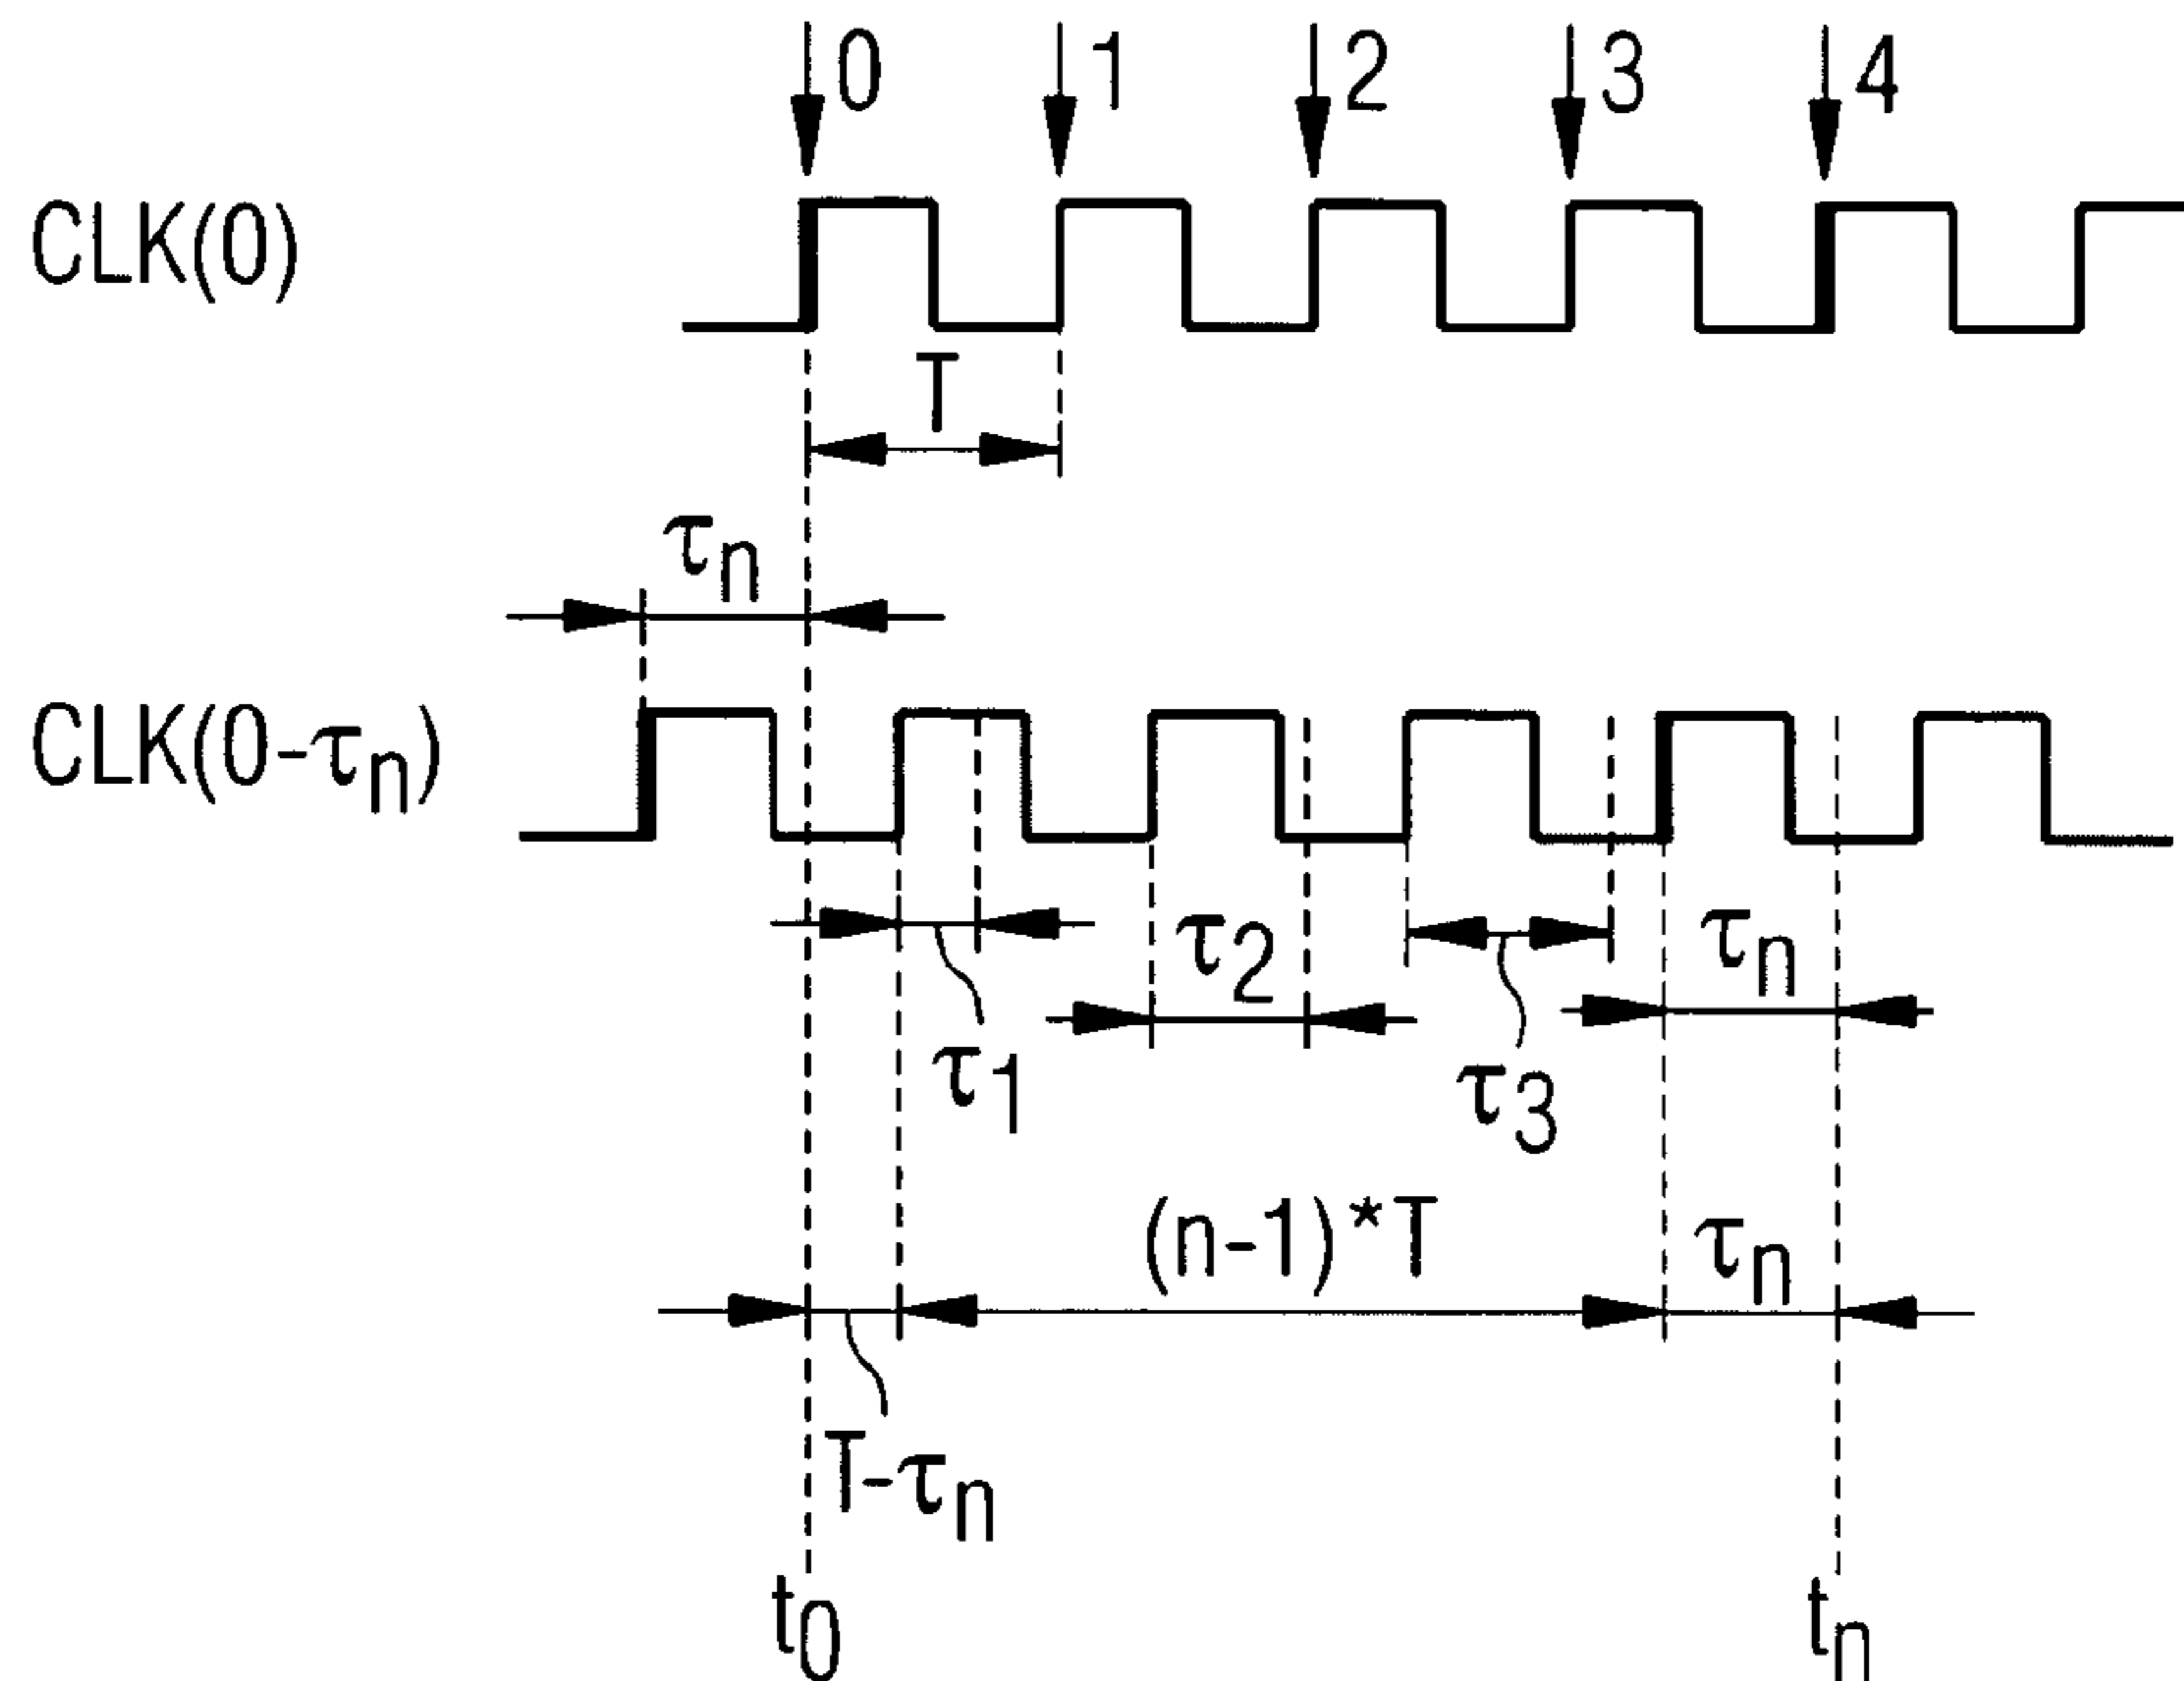 0 1 2 3 4
CLK(0)
T
τn
CLK(0-τn)
τ1
τ2
τ3
τn
(n-1)*T
τn
T-τn
t0
tn